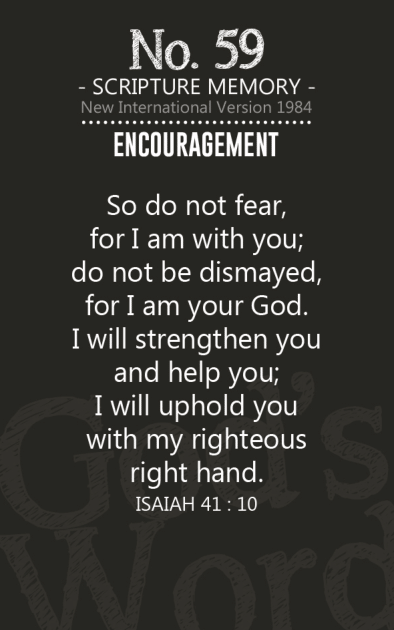 No. 59
- SCRIPTURE MEMORY -
New International Version 1984
ENCOURAGEMENT
So do not fear,
for I am with you;
do not be dismayed,
for I am your God.
I will strengthen you
and help you;
I will uphold you
with my righteous
right hand.
ISAIAH 41 : 10
God's
Word